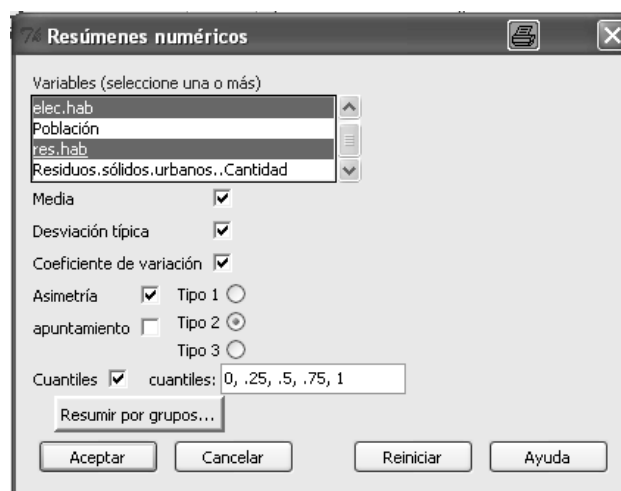 Resúmenes numéricos
Variables (seleccione una o más)
elec.hab
Población
res.hab
Residuos.sólidos.urbanos..Cantidad
Media
Desviación típica
Coeficiente de variación
Asimetría Tipo 1
apuntamiento Tipo 2
Tipo 3
Cuantiles cuantiles: 0, .25, .5, .75, 1
Resumir por grupos...
Aceptar Cancelar Reiniciar Ayuda